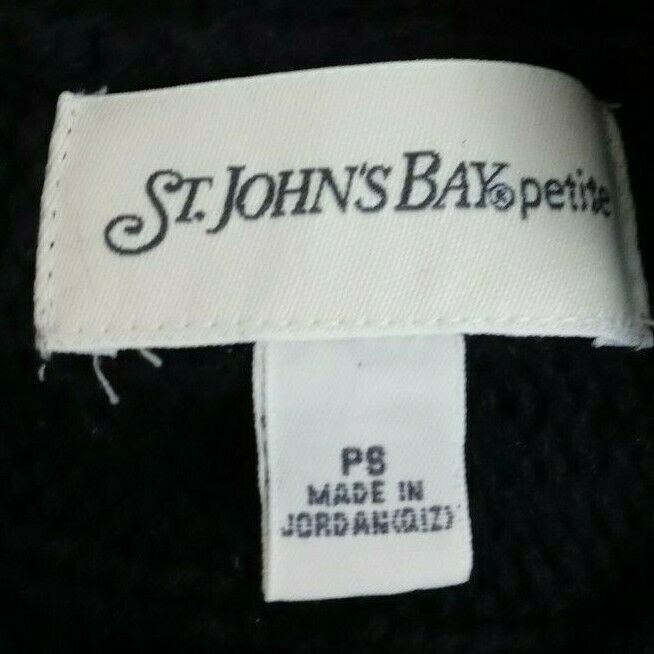 ST. JOHN'S BAY® petite
PS
MADE IN
JORDAN(QIZ)